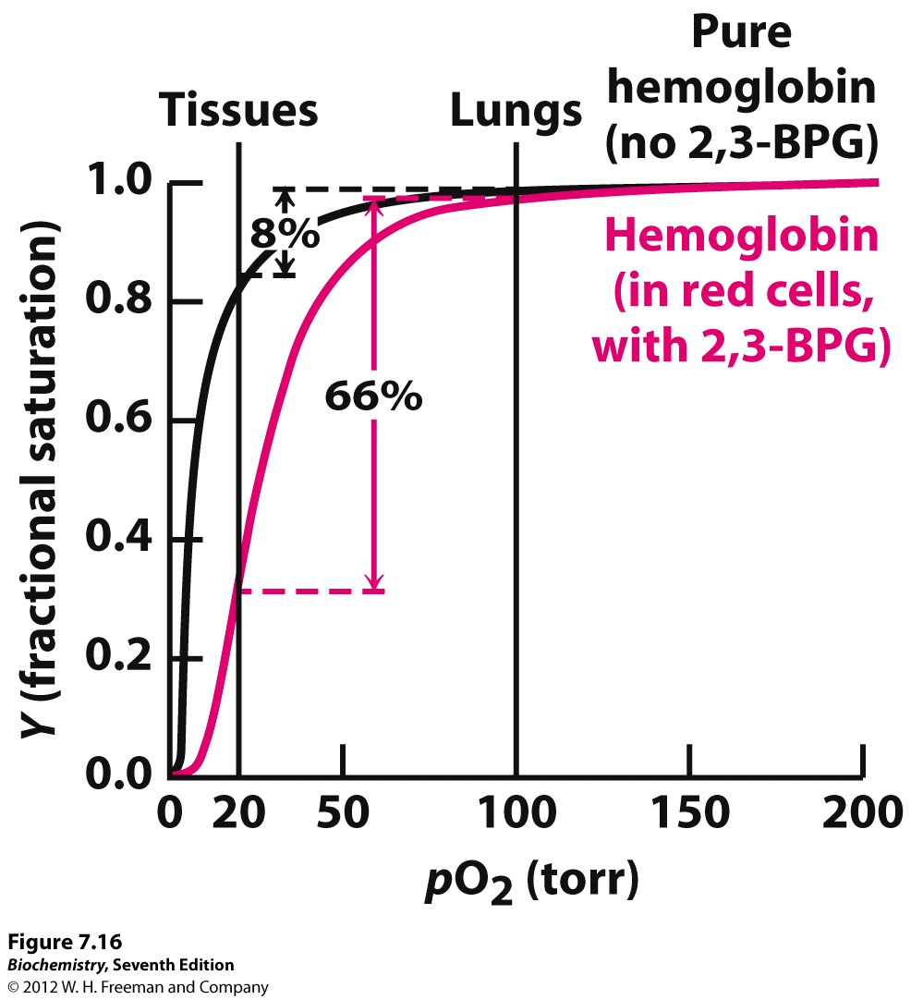 Pure
hemoglobin
(no 2,3-BPG)
Tissues
Lungs
Hemoglobin
(in red cells,
with 2,3-BPG)
8%
66%
Y (fractional saturation)
1.0
0.8
0.6
0.4
0.2
0.0
0 20 50 100 150 200
pO₂ (torr)
Figure 7.16
Biochemistry, Seventh Edition
© 2012 W. H. Freeman and Company